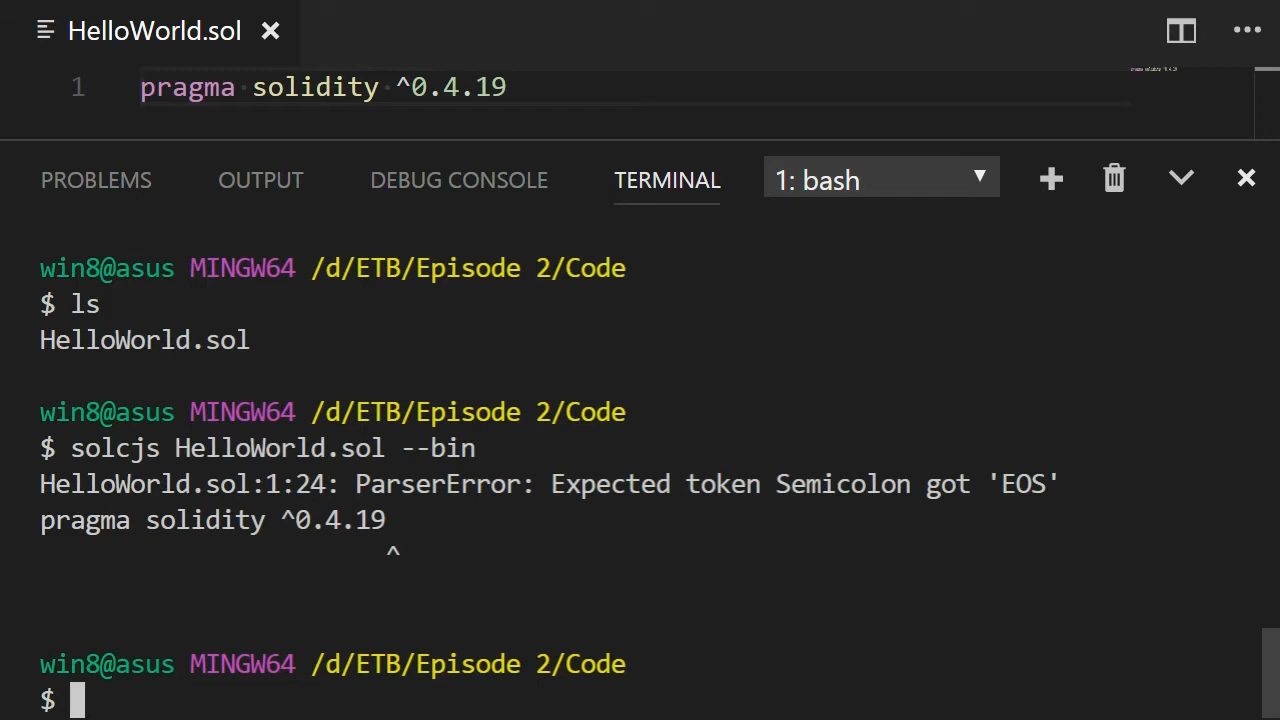 HelloWorld.sol
1 pragma solidity ^0.4.19
PROBLEMS OUTPUT DEBUG CONSOLE TERMINAL 1: bash
win8@asus MINGW64 /d/ETB/Episode 2/Code
$ ls
HelloWorld.sol
win8@asus MINGW64 /d/ETB/Episode 2/Code
$ solcjs HelloWorld.sol --bin
HelloWorld.sol:1:24: ParserError: Expected token Semicolon got 'EOS'
pragma solidity ^0.4.19
^
win8@asus MINGW64 /d/ETB/Episode 2/Code
$